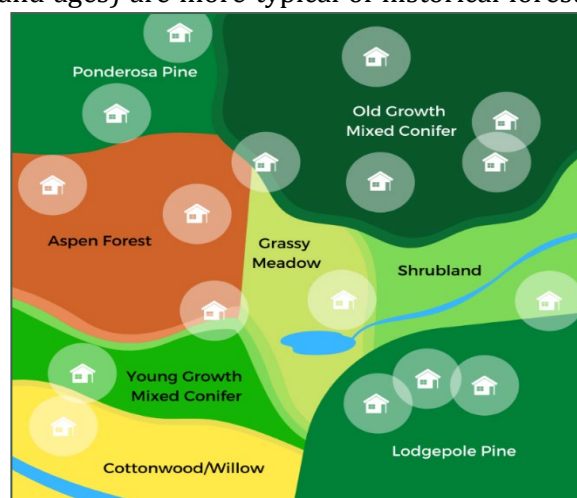 and ages) are more typical of historical forest
Ponderosa Pine
Old Growth
Mixed Conifer
Aspen Forest
Grassy
Meadow
Shrubland
Young Growth
Mixed Conifer
Lodgepole Pine
Cottonwood/Willow